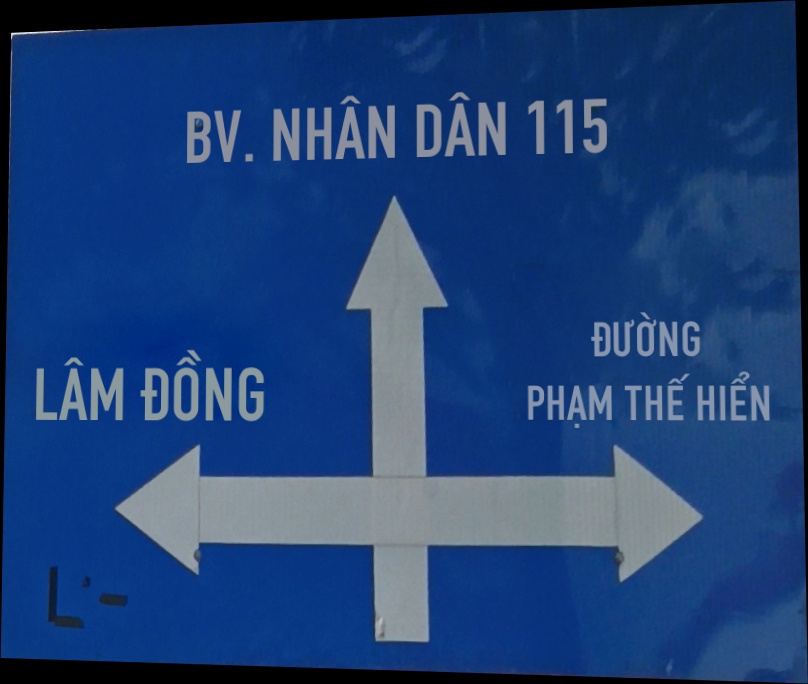 BV. NHÂN DÂN 115
LÂM ĐỒNG
ĐƯỜNG
PHẠM THẾ HIỂN